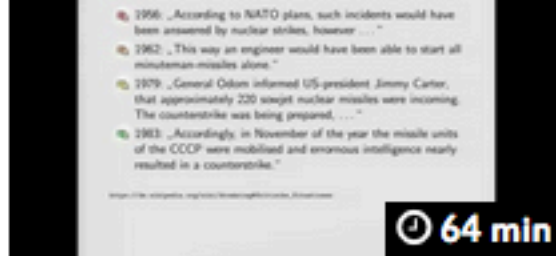 1956: „According to NATO plans, such incidents would have
been answered by nuclear strikes, however ...“
1962: „This way an engineer would have been able to start all
minuteman-missiles alone.“
1979: „General Odom informed US-president Jimmy Carter,
that approximately 220 sowjet nuclear missiles were incoming.
The counterstrike was being prepared, ...“
1983: „Accordingly, in November of the year the missile units
of the CCCP were mobilised and errornous intelligence nearly
resulted in a counterstrike.“
64 min